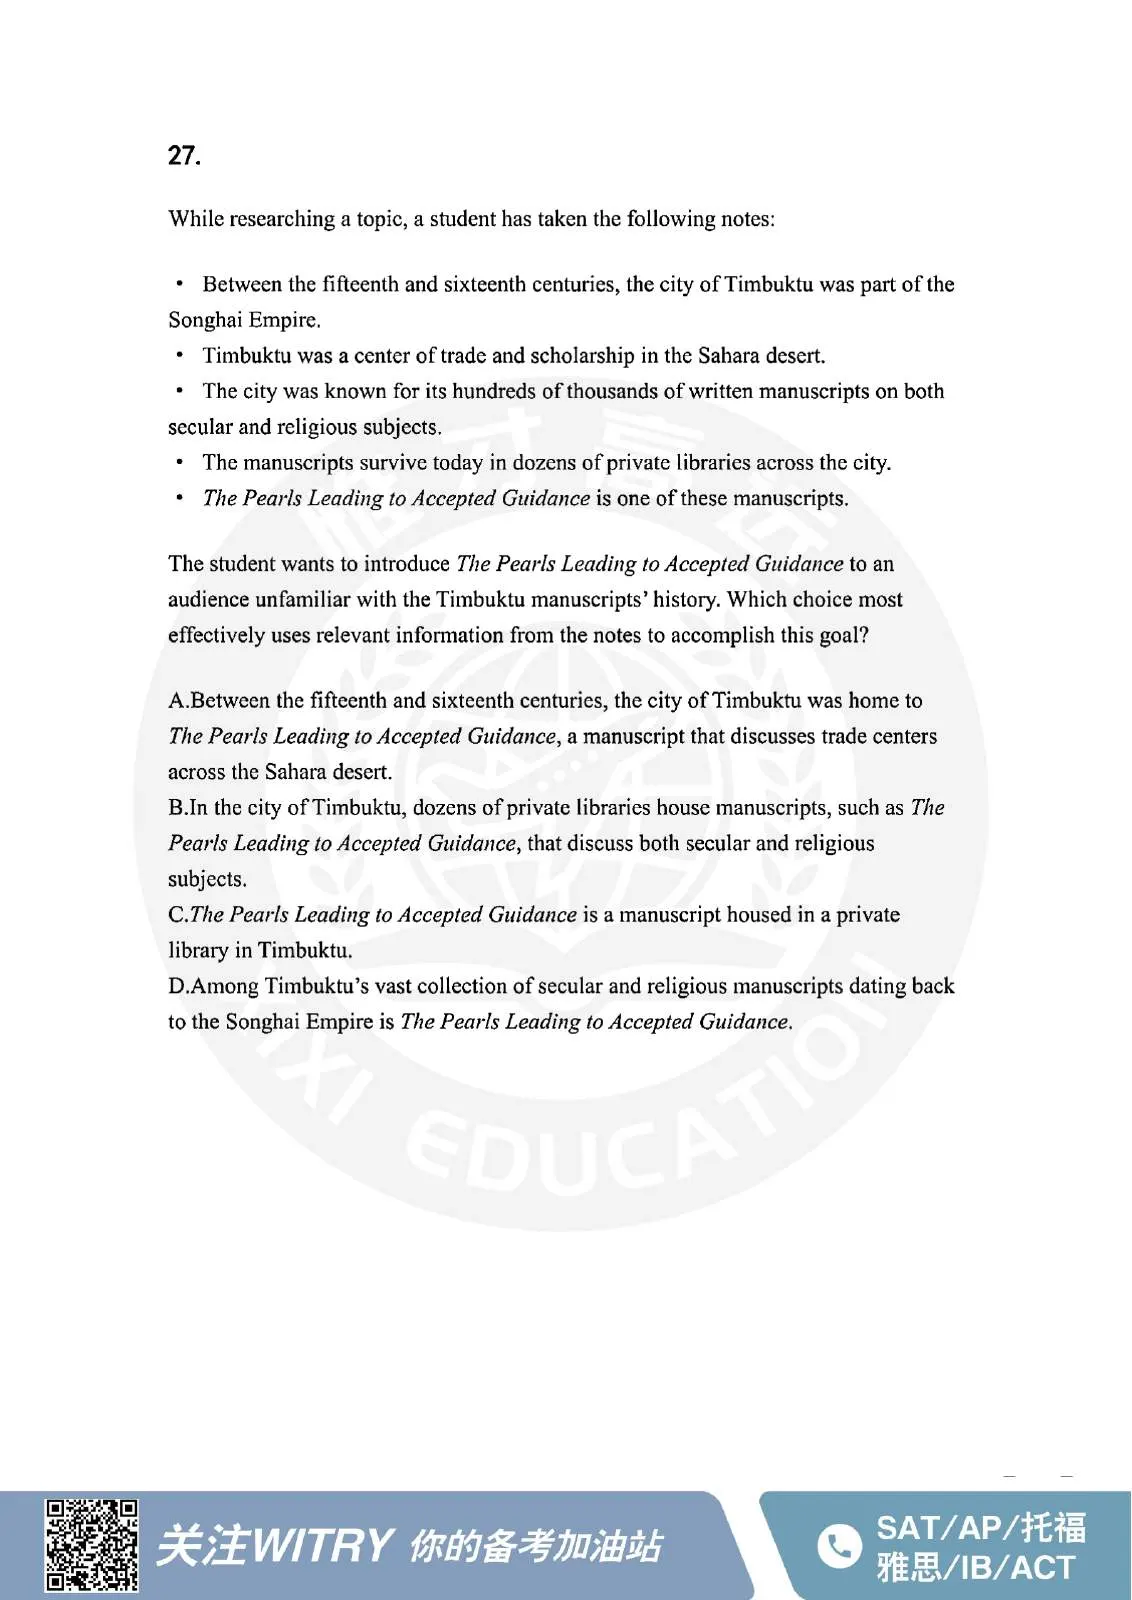 27.
While researching a topic, a student has taken the following notes:
• Between the fifteenth and sixteenth centuries, the city of Timbuktu was part of the
Songhai Empire.
• Timbuktu was a center of trade and scholarship in the Sahara desert.
• The city was known for its hundreds of thousands of written manuscripts on both
secular and religious subjects.
• The manuscripts survive today in dozens of private libraries across the city.
• The Pearls Leading to Accepted Guidance is one of these manuscripts.
The student wants to introduce The Pearls Leading to Accepted Guidance to an
audience unfamiliar with the Timbuktu manuscripts' history. Which choice most
effectively uses relevant information from the notes to accomplish this goal?
A.Between the fifteenth and sixteenth centuries, the city of Timbuktu was home to
The Pearls Leading to Accepted Guidance, a manuscript that discusses trade centers
across the Sahara desert.
B.In the city of Timbuktu, dozens of private libraries house manuscripts, such as The
Pearls Leading to Accepted Guidance, that discuss both secular and religious
subjects.
C.The Pearls Leading to Accepted Guidance is a manuscript housed in a private
library in Timbuktu.
D.Among Timbuktu's vast collection of secular and religious manuscripts dating back
to the Songhai Empire is The Pearls Leading to Accepted Guidance.
EDUCATION
关注WITRY 你的备考加油站
SAT/AP/托福
雅思/IB/ACT